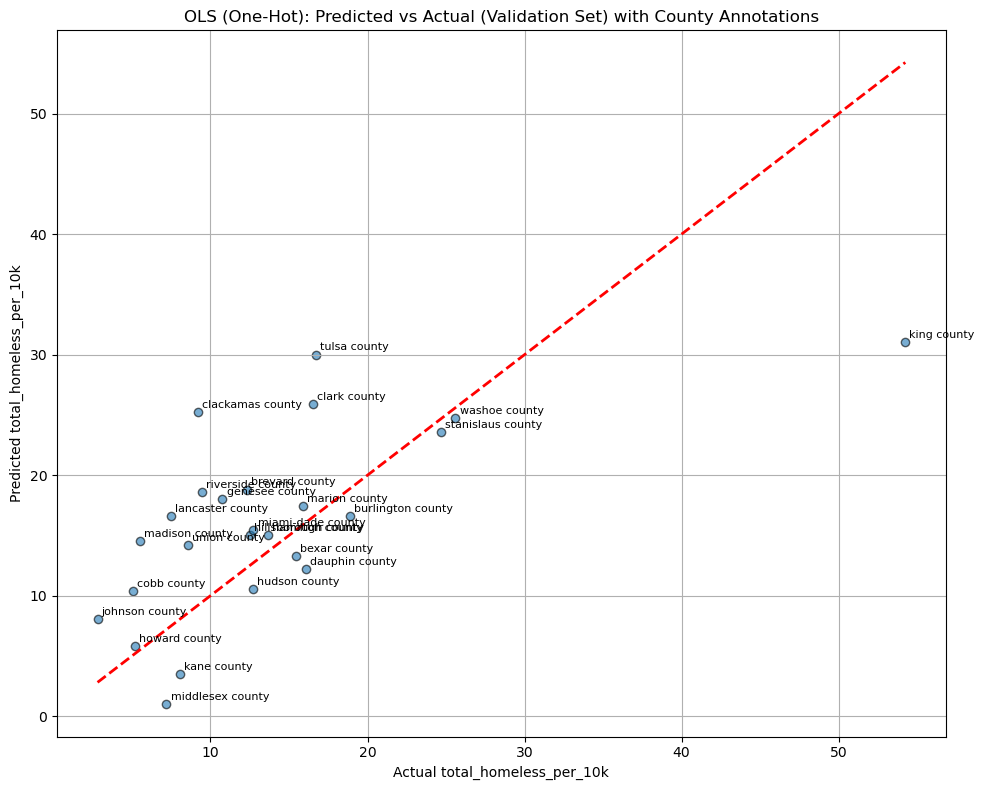 OLS (One-Hot): Predicted vs Actual (Validation Set) with County Annotations
Predicted total_homeless_per_10k
50
40
30
20
10
0
king county
tulsa county
clark county
clackamas county
washoe county
stanislaus county
brevard county
riverside county
genesee county
marion county
lancaster county
burlington county
miami-dade county
madison county
union county
bexar county
dauphin county
cobb county
hudson county
johnson county
howard county
kane county
middlesex county
10
20
30
40
50
Actual total_homeless_per_10k